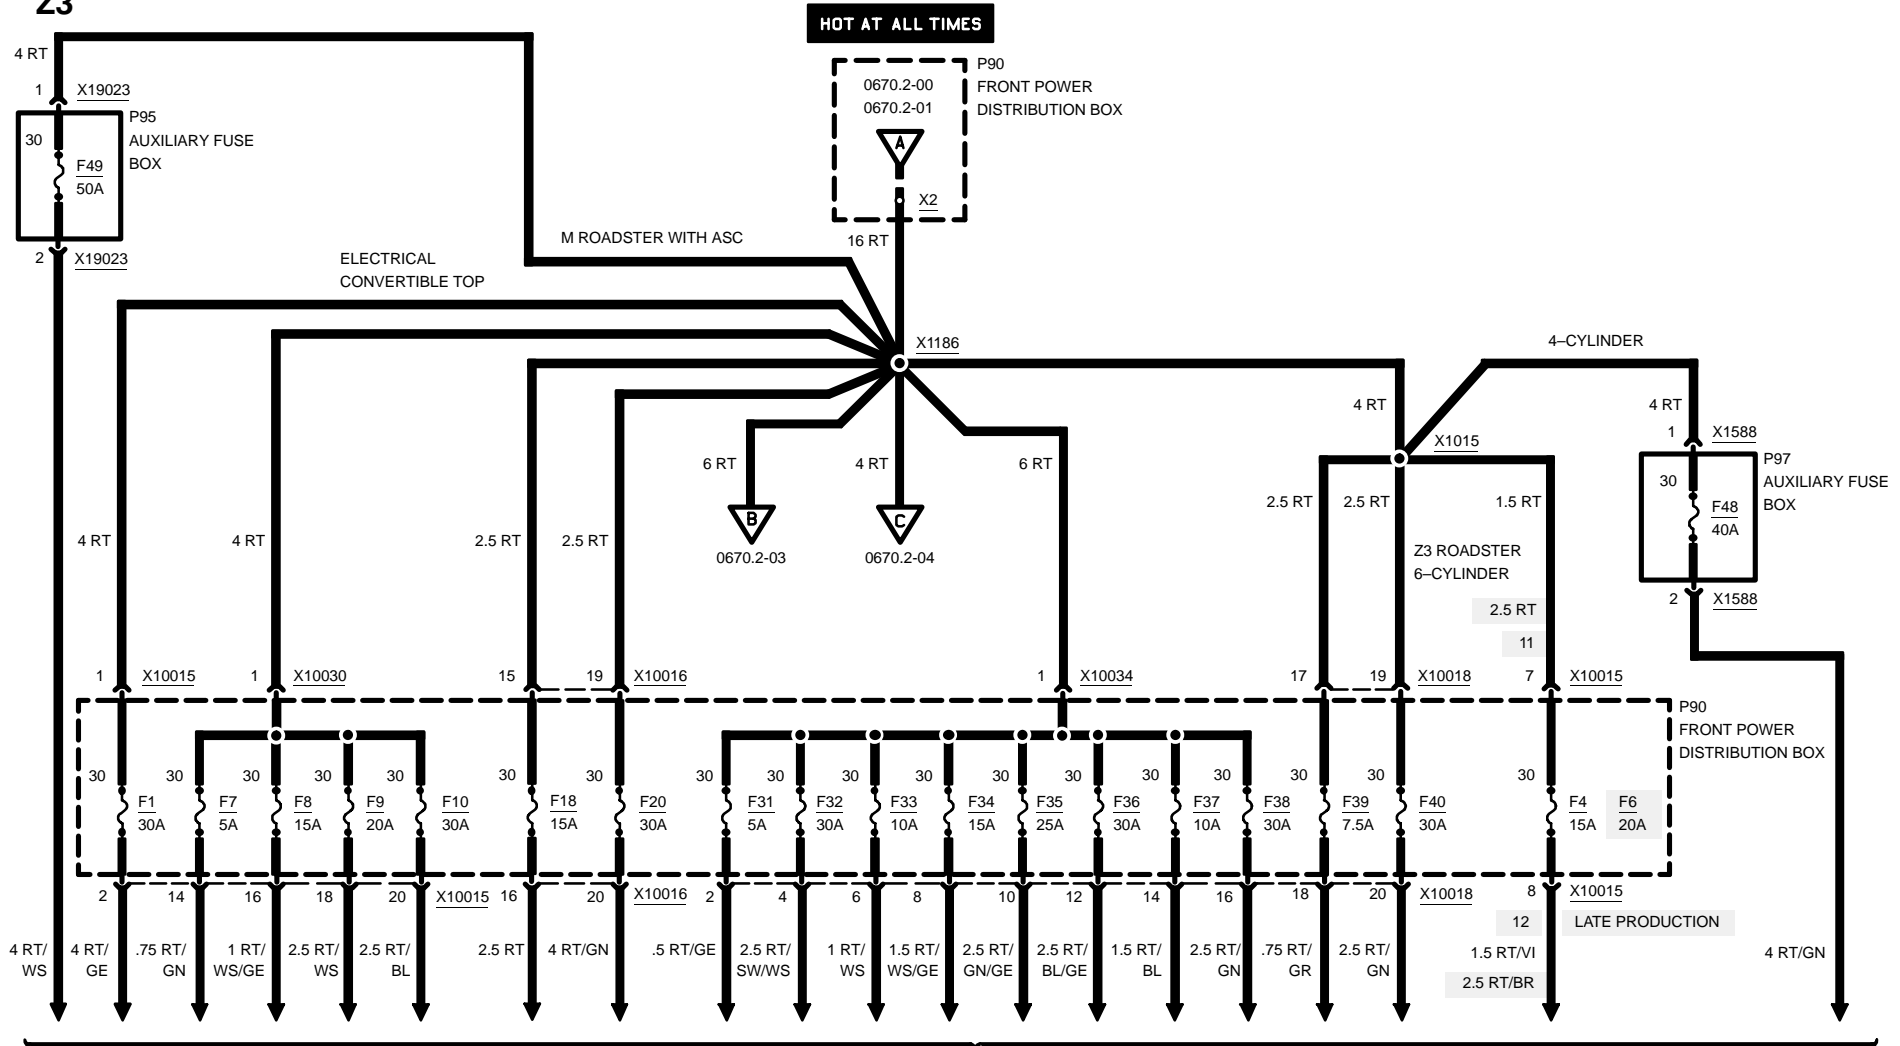 Z3
HOT AT ALL TIMES
4 RT
P90
FRONT POWER
DISTRIBUTION BOX
0670.2-00
0670.2-01
A
X2
16 RT
1 X19023
P95
AUXILIARY FUSE
BOX
30
F49
50A
2 X19023
M ROADSTER WITH ASC
ELECTRICAL
CONVERTIBLE TOP
X1186
4–CYLINDER
4 RT
4 RT
X1015
1 X1588
P97
AUXILIARY FUSE
BOX
30
F48
40A
2 X1588
6 RT
4 RT
6 RT
B
C
0670.2-03
0670.2-04
2.5 RT
2.5 RT
1.5 RT
4 RT
4 RT
2.5 RT
2.5 RT
Z3 ROADSTER
6–CYLINDER
2.5 RT
11
1 X10015
1 X10030
15
19 X10016
1 X10034
17
19 X10018
7 X10015
P90
FRONT POWER
DISTRIBUTION BOX
30 30 30 30 30 30 30 30 30 30 30 30 30 30 30 30 30 30
F1 F7 F8 F9 F10 F18 F20 F31 F32 F33 F34 F35 F36 F37 F38 F39 F40 F4 F6
30A 5A 15A 20A 30A 15A 30A 5A 30A 10A 15A 25A 30A 10A 30A 7.5A 30A 15A 20A
2 14 16 18 20 X10015 16 20 X10016 2 4 6 8 10 12 14 16 18 20 X10018 8 X10015
12 LATE PRODUCTION
4 RT/ 4 RT/ .75 RT/ 1 RT/ 2.5 RT/ 2.5 RT/ 2.5 RT 4 RT/GN .5 RT/GE 2.5 RT/ 1 RT/ 1.5 RT/ 2.5 RT/ 2.5 RT/ 1.5 RT/ 2.5 RT/ .75 RT/ 2.5 RT/ 1.5 RT/VI 4 RT/GN
WS GE GN WS/GE WS BL SW/WS WS WS/GE GN/GE BL/GE BL GN GR GN
2.5 RT/BR